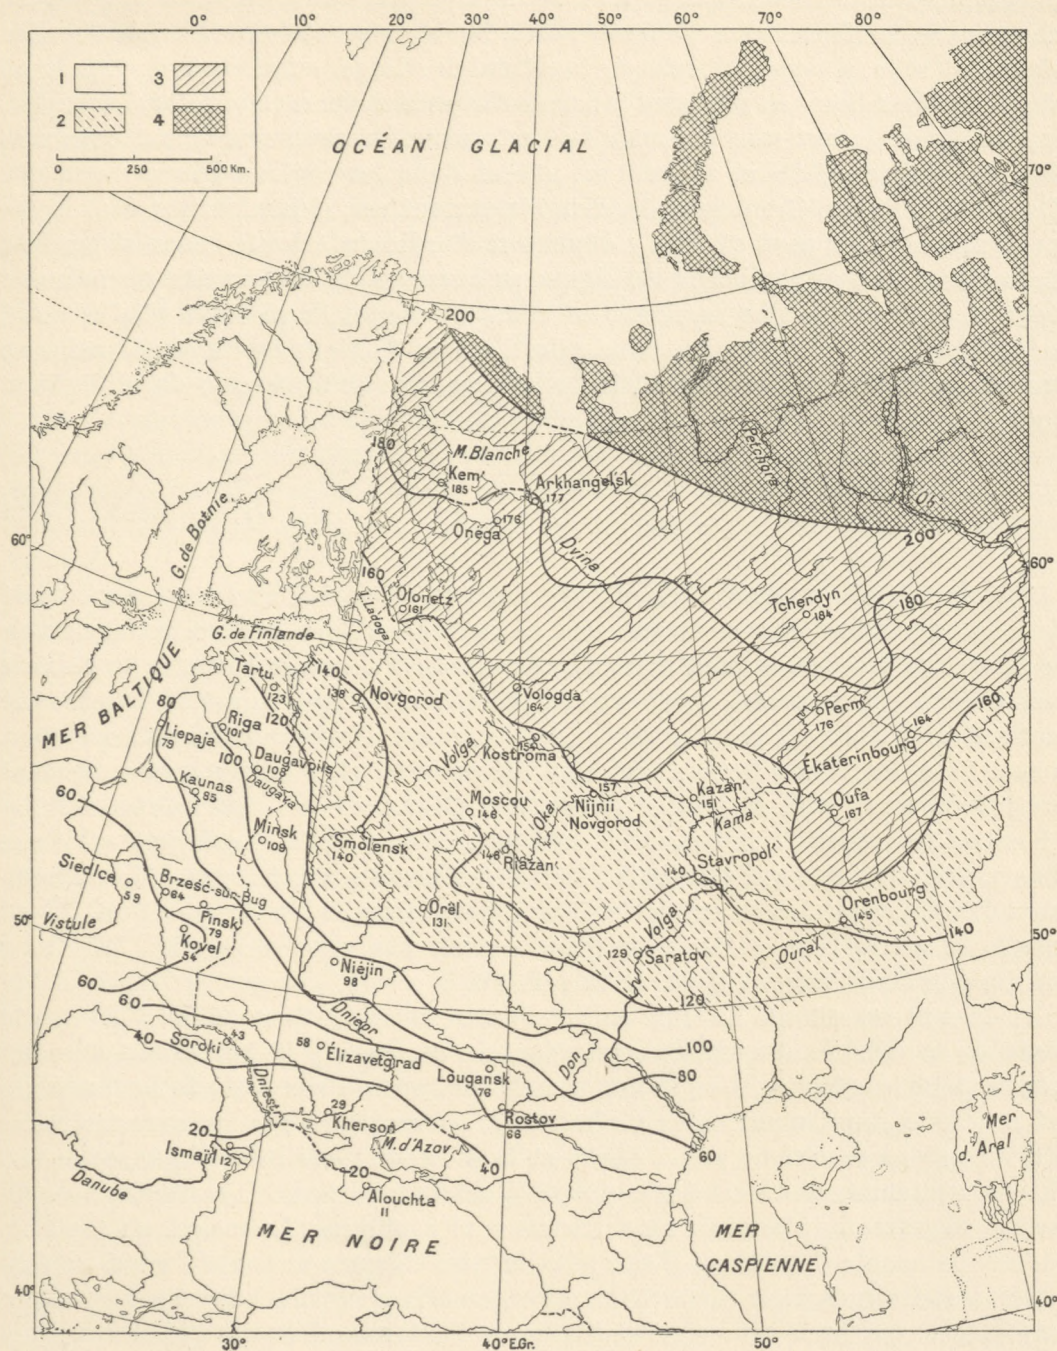 0° 10° 20° 30° 40° 50° 60° 70° 80°
1 3
2 4
0 250 500 Km.
OCÉAN GLACIAL
70°
200
180
M. Blanche
Kem'
185
Arkhangelsk
177
176
Onega
Petchora
Ob
200
G. de Botnie
60°
60°
Dvina
160
Olonetz
161
L. Ladoga
Tcherdyn
184
180
G. de Finlande
MER BALTIQUE
Tartu
123
140
138
Novgorod
Vologda
164
Perm'
176
164
160
Ékaterinbourg
80
Liepaja
79
Riga
101
120
Volga
154
Kostroma
100
Daugavpils
108
Daugava
Kaunas
85
157
Nijnii
Novgorod
Kazan'
151
Kama
Oufa
167
60
Moscou
146
Oka
Minsk
109
Smolensk
140
146
Riazan'
Stavropol'
140
Siedlce
59
Brześć-sur-Bug
64
Orël
131
Orenbourg
145
50°
Vistule
Pinsk
79
Kovel
54
Volga
140
50°
129
Saratov
Oural
Niéjin
98
60
120
60
Dniepr
100
40
43
Soroki
58
Élizavetgrad
Don
80
Lougansk
76
Dniestr
29
Kherson
Rostov
66
20
Ismaïul 12
M. d'Azov
40
60
Mer
d'Aral
20
Alouchta
11
Danube
MER NOIRE
MER
CASPIENNE
40°
40°
30° 40° E.Gr. 50°